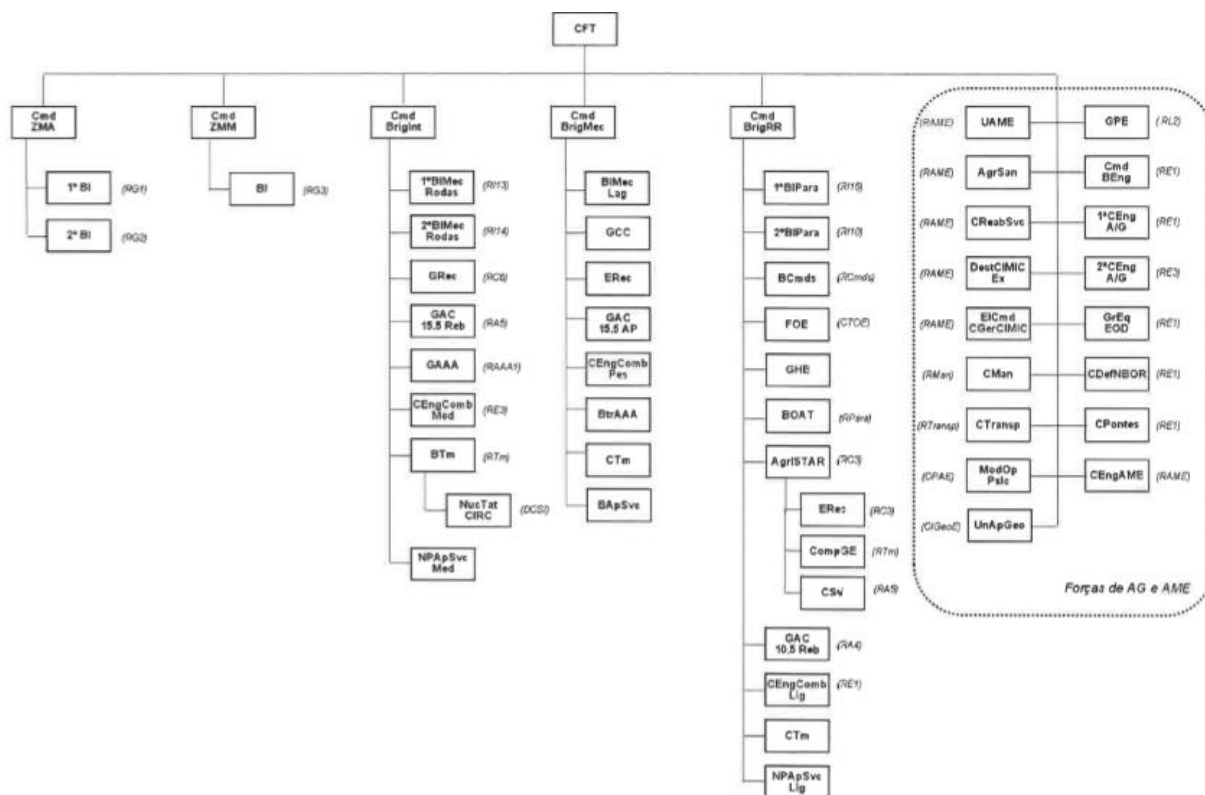 CFT
Cmd
ZMA
1º BI (RG1)
2º BI (RG2)
Cmd
ZMM
BI (RG3)
Cmd
BrigInt
1ºBIMec
Rodas (RI13)
2ºBIMec
Rodas (RI14)
GRec (RC6)
GAC
15,5 Reb (RA5)
GAAA (RAAA1)
CEngComb
Med (RE3)
BTm (RTm)
NucTat
CIRC (DCSI)
NPApSvc
Med
Cmd
BrigMec
BIMec
Lag
GCC
ERec
GAC
15,5 AP
CEngComb
Pes
BtrAAA
CTm
BApSvc
Cmd
BrigRR
1ºBIPara (RI15)
2ºBIPara (RI10)
BCmds (RCmds)
FOE (CTOE)
GHE
BOAT (RPara)
AgrISTAR (RC3)
ERec (RC3)
CompGE (RTm)
CSV (RA5)
GAC
10,5 Reb (RA4)
CEngComb
Lig (RE1)
CTm
NPApSvc
Lig
(RAME) UAME
(RAME) AgrSan
(RAME) CReabSvc
(RAME) DestCIMIC
Ex
(RAME) ElCmd
CGerCIMIC
(RMan) CMan
(RTransp) CTransp
(CPAE) ModOp
Psic
(CIGeoE) UnApGeo
GPE (RL2)
Cmd
BEng (RE1)
1ªCEng
A/G (RE1)
2ªCEng
A/G (RE3)
GrEq
EOD (RE1)
CDefNBQR (RE1)
CPontes (RE1)
CEngAME (RAME)
Forças de AG e AME